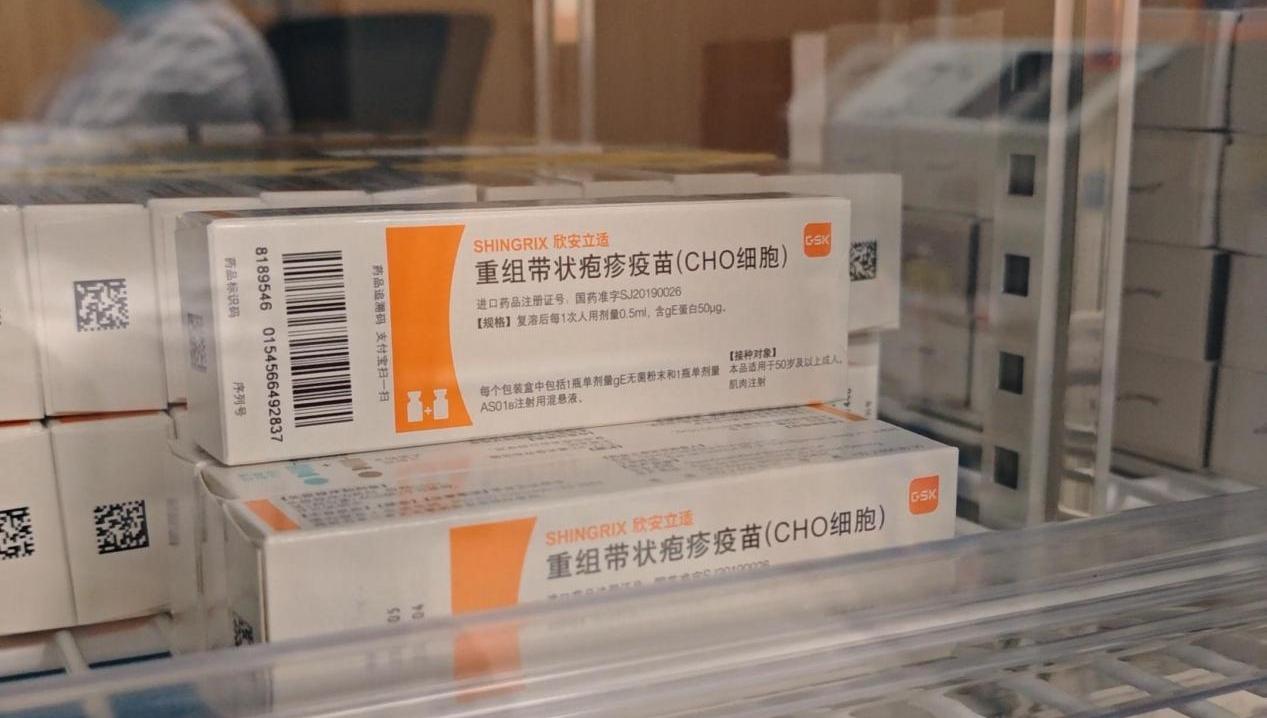 8189546 0154566492837
药品标识码
序列号
药品追溯码 支付宝扫一扫
SHINGRIX 欣安立适
重组带状疱疹疫苗(CHO细胞)
进口药品注册证号:国药准字SJ20190026
【规格】复溶后每1次人用剂量0.5ml,含gE蛋白50μg。
每个包装盒中包括1瓶单剂量gE无菌粉末和1瓶单剂量
AS01B注射用混悬液。
【接种对象】
本品适用于50岁及以上成人。
肌肉注射
GSK
SHINGRIX 欣安立适
重组带状疱疹疫苗(CHO细胞)
GSK
05
04